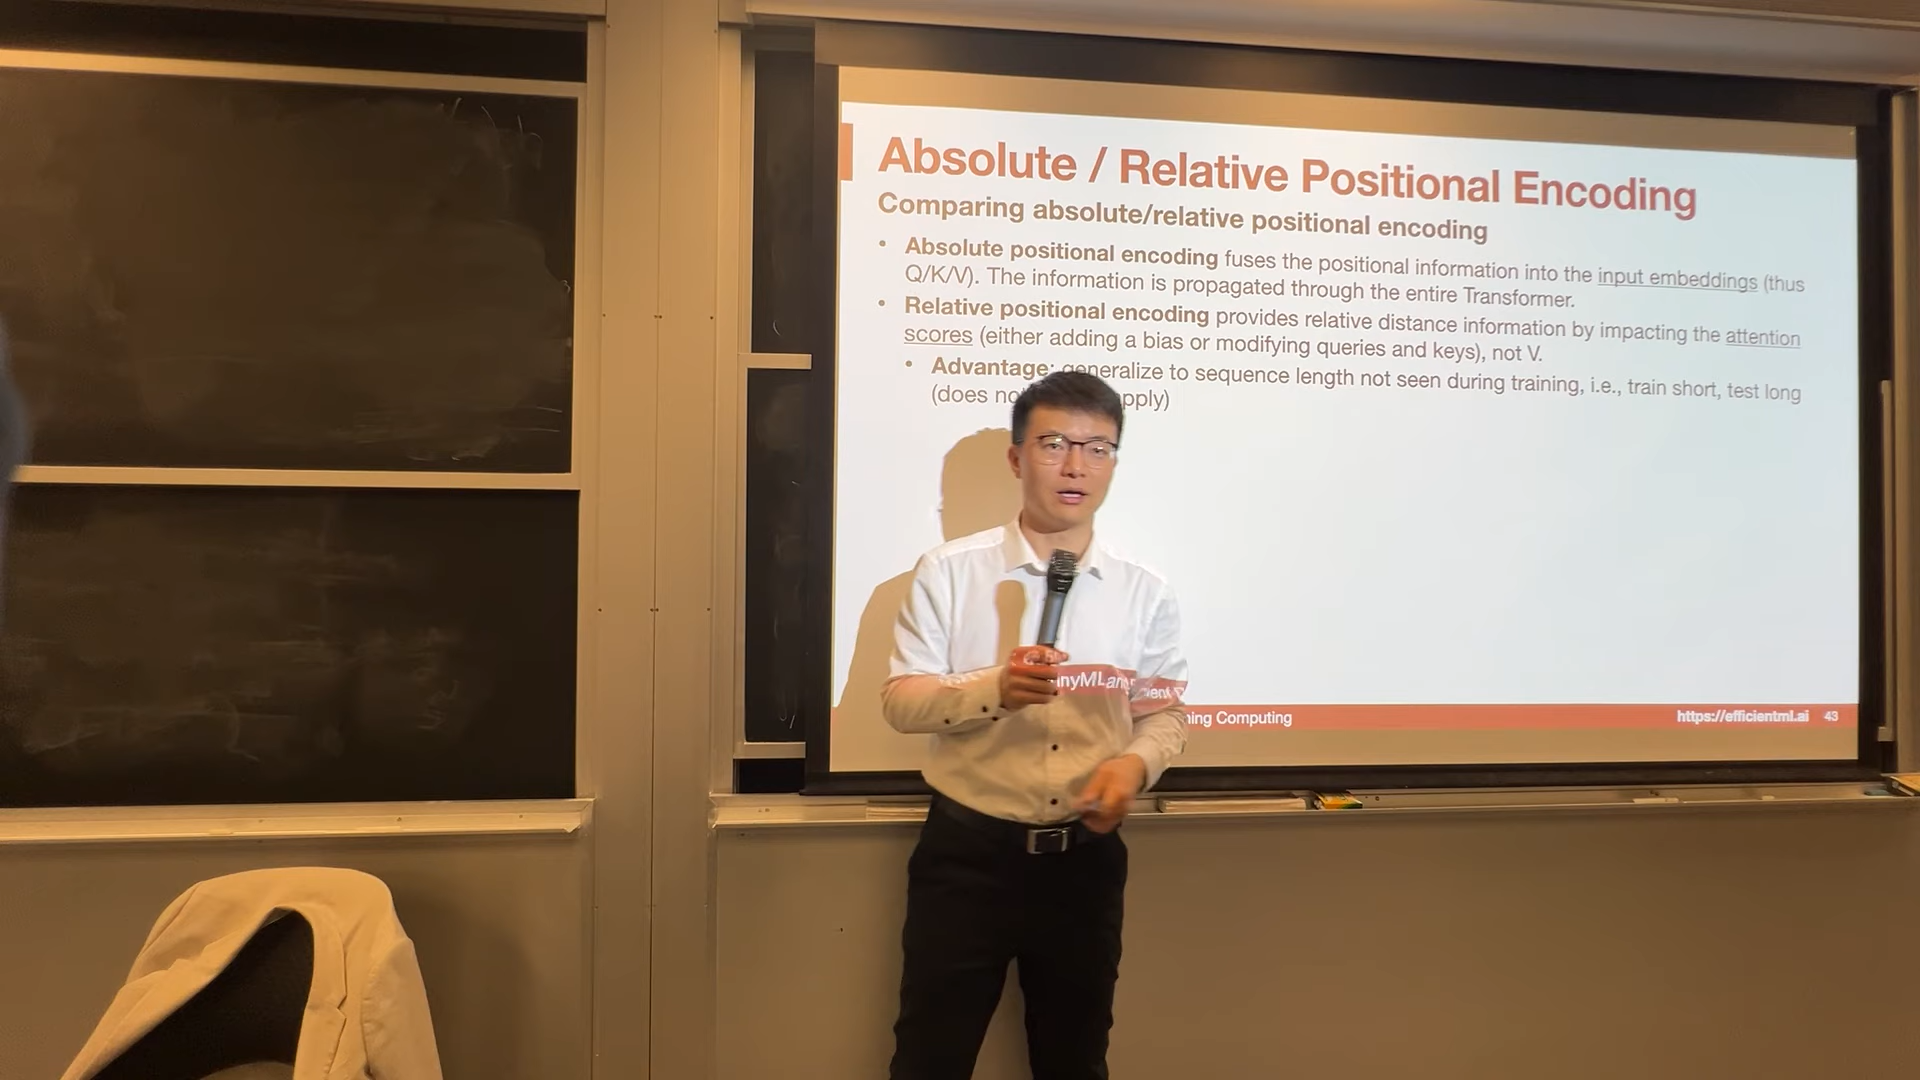 Absolute / Relative Positional Encoding
Comparing absolute/relative positional encoding
• Absolute positional encoding fuses the positional information into the input embeddings (thus
Q/K/V). The information is propagated through the entire Transformer.
• Relative positional encoding provides relative distance information by impacting the attention
scores (either adding a bias or modifying queries and keys), not V.
• Advantage: generalize to sequence length not seen during training, i.e., train short, test long
(does
Computing
https://efficientml.ai 43